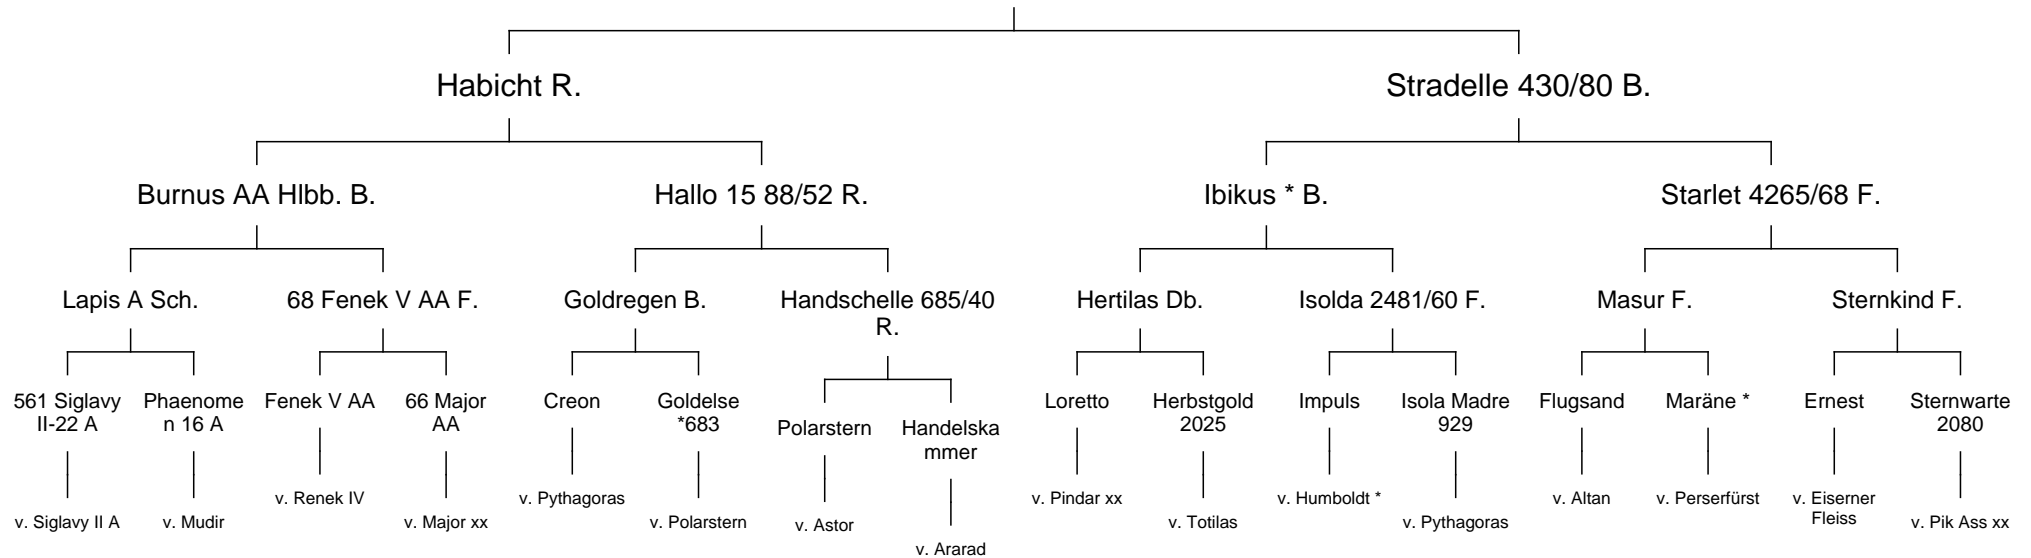 Habicht R.
Stradelle 430/80 B.
Burnus AA Hlbb. B.
Hallo 15 88/52 R.
Ibikus * B.
Starlet 4265/68 F.
Lapis A Sch.
68 Fenek V AA F.
Goldregen B.
Handschelle 685/40
R.
Hertilas Db.
Isolda 2481/60 F.
Masur F.
Sternkind F.
561 Siglavy
II-22 A
Phaenome
n 16 A
Fenek V AA
66 Major
AA
Creon
Goldelse
*683
Polarstern
Handelska
mmer
Loretto
Herbstgold
2025
Impuls
Isola Madre
929
Flugsand
Maräne *
Ernest
Sternwarte
2080
v. Siglavy II A
v. Mudir
v. Renek IV
v. Major xx
v. Pythagoras
v. Polarstern
v. Astor
v. Ararad
v. Pindar xx
v. Totilas
v. Humboldt *
v. Pythagoras
v. Altan
v. Perserfürst
v. Eiserner
Fleiss
v. Pik Ass xx